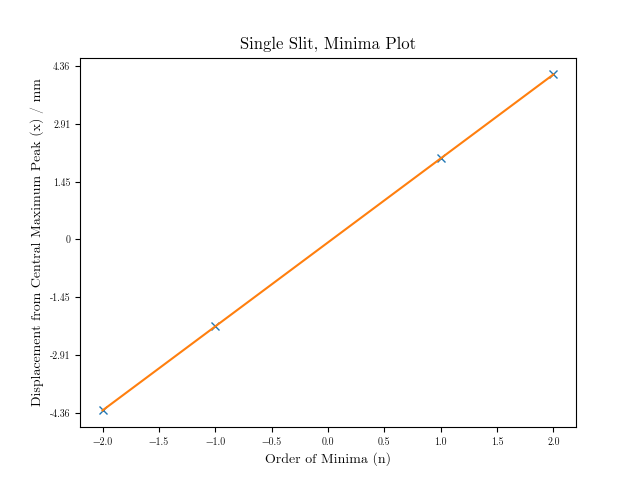 Single Slit, Minima Plot
Displacement from Central Maximum Peak (x) / mm
4.36
2.91
1.45
0
-1.45
-2.91
-4.36
−2.0 −1.5 −1.0 −0.5 0.0 0.5 1.0 1.5 2.0
Order of Minima (n)